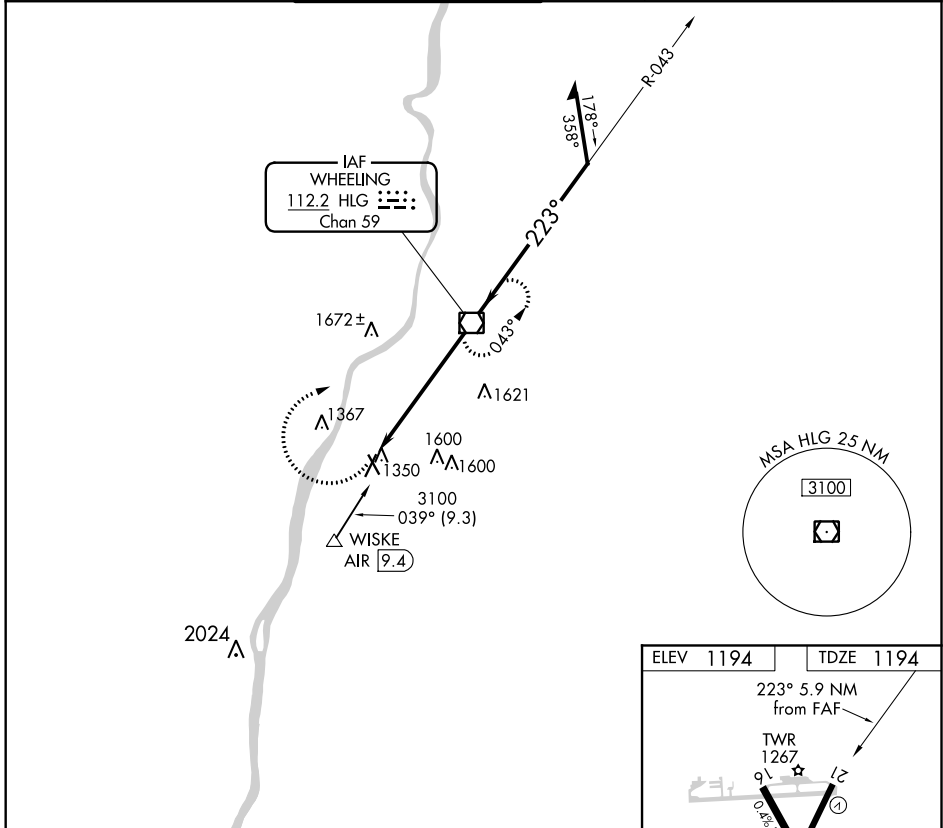 R-043
178°
358°
IAF
WHEELING
112.2 HLG
Chan 59
223°
1672±
043°
1621
1367
1600
1600
1350
3100
039° (9.3)
WISKE
AIR 9.4
MSA HLG 25 NM
3100
2024
ELEV 1194
TDZE 1194
223° 5.9 NM
from FAF
TWR
1267
16
21
0.4%
V